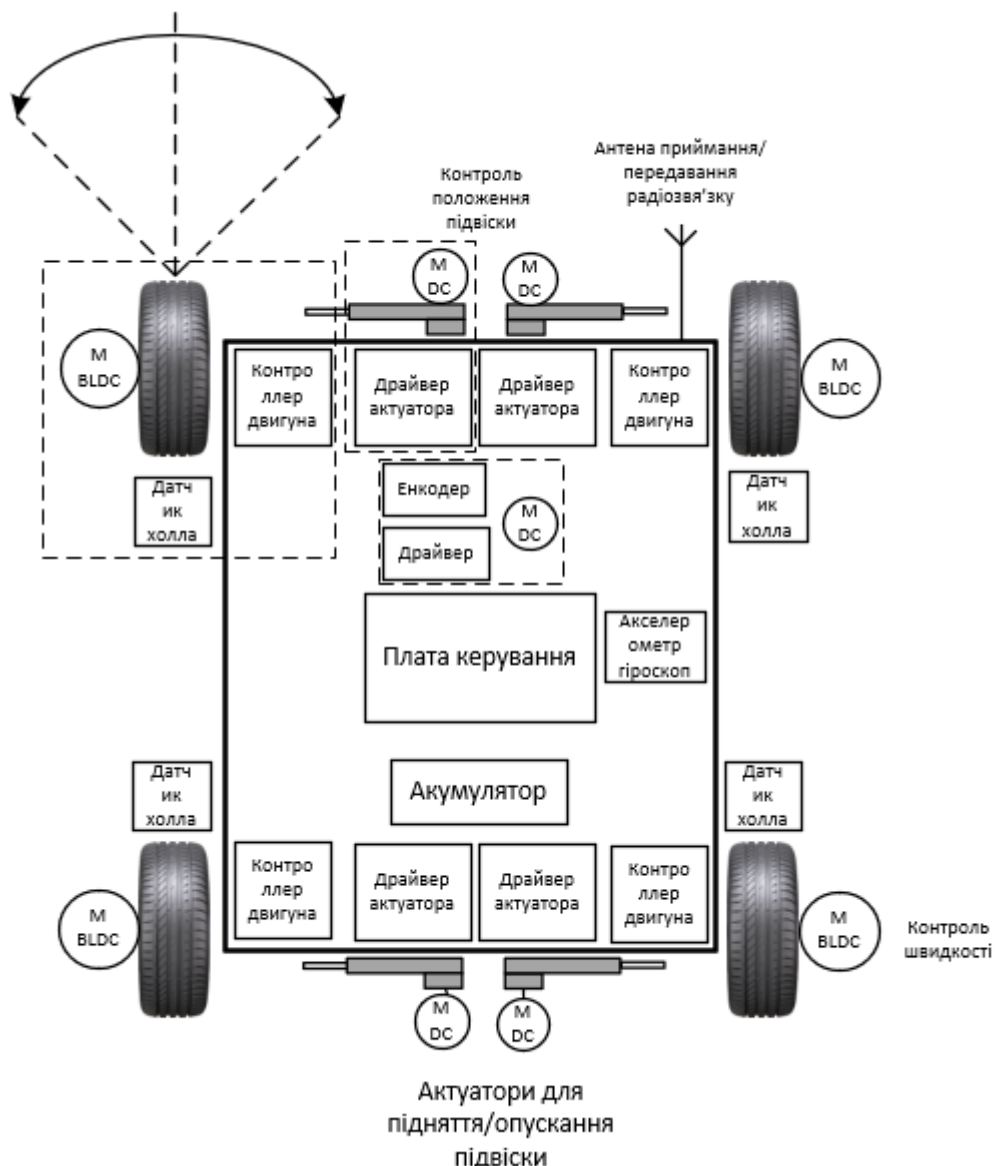 Антена приймання/
передавання
радіозв'язку
Контроль
положення
підвіски
М
DC
М
DC
М
BLDC
Контро
ллер
двигуна
Драйвер
актуатора
Драйвер
актуатора
Контро
ллер
двигуна
М
BLDC
Датч
ик
холла
Енкодер
М
DC
Датч
ик
холла
Драйвер
Плата керування
Акселер
ометр
гіроскоп
Датч
ик
холла
Акумулятор
Датч
ик
холла
М
BLDC
Контро
ллер
двигуна
Драйвер
актуатора
Драйвер
актуатора
Контро
ллер
двигуна
М
BLDC
Контроль
швидкості
М
DC
М
DC
Актуатори для
підняття/опускання
підвіски